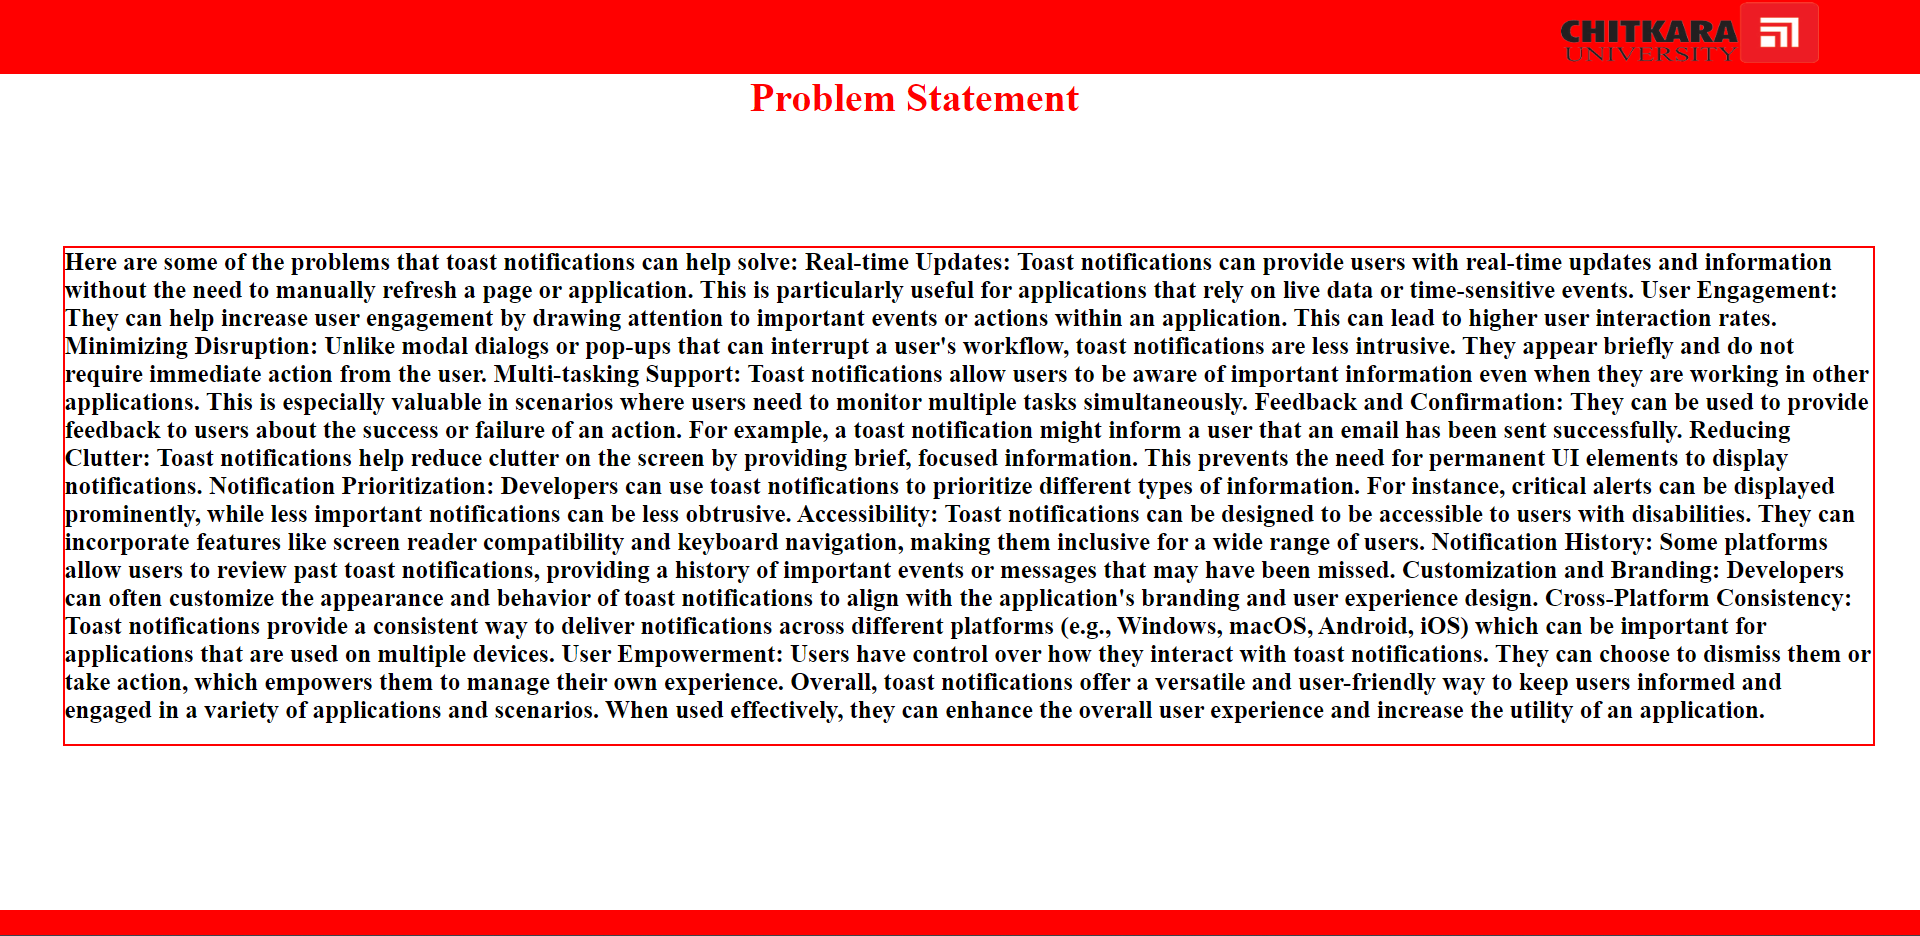 CHITKARA
UNIVERSITY
Problem Statement
Here are some of the problems that toast notifications can help solve: Real-time Updates: Toast notifications can provide users with real-time updates and information
without the need to manually refresh a page or application. This is particularly useful for applications that rely on live data or time-sensitive events. User Engagement:
They can help increase user engagement by drawing attention to important events or actions within an application. This can lead to higher user interaction rates.
Minimizing Disruption: Unlike modal dialogs or pop-ups that can interrupt a user's workflow, toast notifications are less intrusive. They appear briefly and do not
require immediate action from the user. Multi-tasking Support: Toast notifications allow users to be aware of important information even when they are working in other
applications. This is especially valuable in scenarios where users need to monitor multiple tasks simultaneously. Feedback and Confirmation: They can be used to provide
feedback to users about the success or failure of an action. For example, a toast notification might inform a user that an email has been sent successfully. Reducing
Clutter: Toast notifications help reduce clutter on the screen by providing brief, focused information. This prevents the need for permanent UI elements to display
notifications. Notification Prioritization: Developers can use toast notifications to prioritize different types of information. For instance, critical alerts can be displayed
prominently, while less important notifications can be less obtrusive. Accessibility: Toast notifications can be designed to be accessible to users with disabilities. They can
incorporate features like screen reader compatibility and keyboard navigation, making them inclusive for a wide range of users. Notification History: Some platforms
allow users to review past toast notifications, providing a history of important events or messages that may have been missed. Customization and Branding: Developers
can often customize the appearance and behavior of toast notifications to align with the application's branding and user experience design. Cross-Platform Consistency:
Toast notifications provide a consistent way to deliver notifications across different platforms (e.g., Windows, macOS, Android, iOS) which can be important for
applications that are used on multiple devices. User Empowerment: Users have control over how they interact with toast notifications. They can choose to dismiss them or
take action, which empowers them to manage their own experience. Overall, toast notifications offer a versatile and user-friendly way to keep users informed and
engaged in a variety of applications and scenarios. When used effectively, they can enhance the overall user experience and increase the utility of an application.